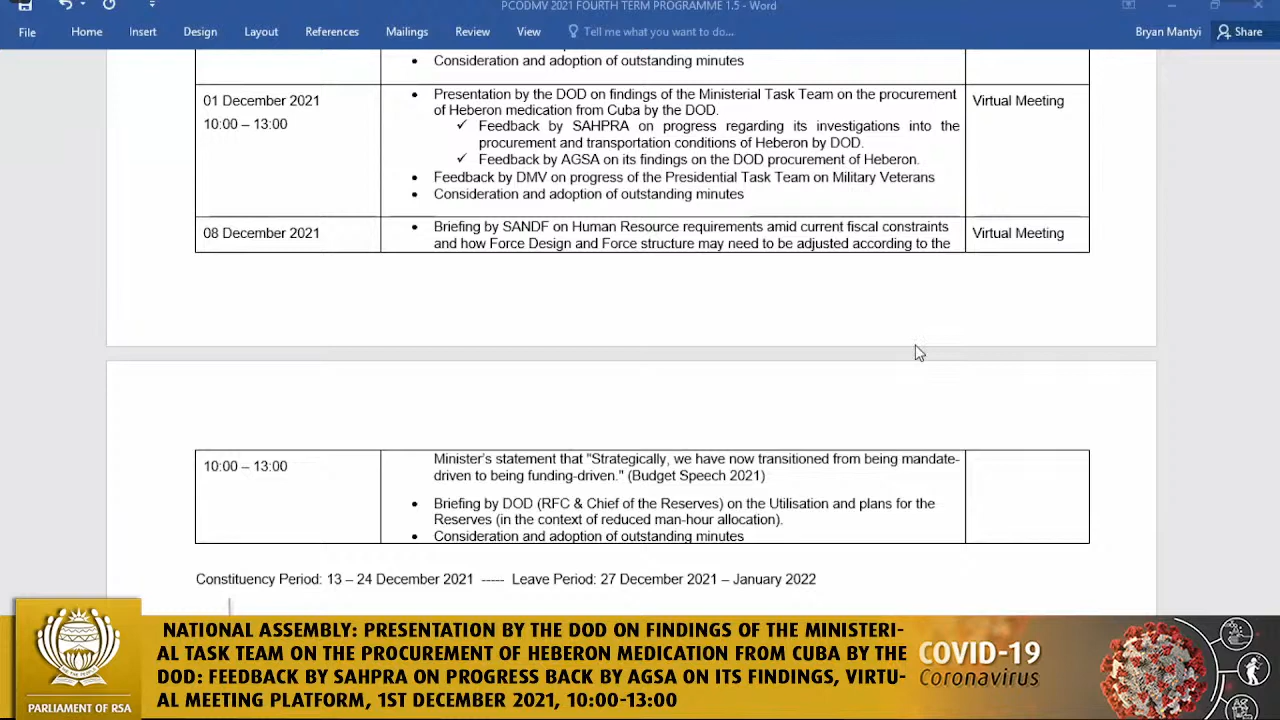 PCODMV 2021 FOURTH TERM PROGRAMME 1.5 - Word
File Home Insert Design Layout References Mailings Review View Tell me what you want to do... Bryan Mantyi Share
• Consideration and adoption of outstanding minutes
01 December 2021
10:00 – 13:00
• Presentation by the DOD on findings of the Ministerial Task Team on the procurement
of Heberon medication from Cuba by the DOD.
✓ Feedback by SAHPRA on progress regarding its investigations into the
procurement and transportation conditions of Heberon by DOD.
✓ Feedback by AGSA on its findings on the DOD procurement of Heberon.
• Feedback by DMV on progress of the Presidential Task Team on Military Veterans
• Consideration and adoption of outstanding minutes
Virtual Meeting
08 December 2021
• Briefing by SANDF on Human Resource requirements amid current fiscal constraints
and how Force Design and Force structure may need to be adjusted according to the
Virtual Meeting
10:00 – 13:00
Minister's statement that "Strategically, we have now transitioned from being mandate-
driven to being funding-driven." (Budget Speech 2021)
• Briefing by DOD (RFC & Chief of the Reserves) on the Utilisation and plans for the
Reserves (in the context of reduced man-hour allocation).
• Consideration and adoption of outstanding minutes
Constituency Period: 13 – 24 December 2021 ----- Leave Period: 27 December 2021 – January 2022
PARLIAMENT OF RSA
NATIONAL ASSEMBLY: PRESENTATION BY THE DOD ON FINDINGS OF THE MINISTERI-
AL TASK TEAM ON THE PROCUREMENT OF HEBERON MEDICATION FROM CUBA BY THE
DOD: FEEDBACK BY SAHPRA ON PROGRESS BACK BY AGSA ON ITS FINDINGS, VIRTU-
AL MEETING PLATFORM, 1ST DECEMBER 2021, 10:00-13:00
COVID-19
Coronavirus